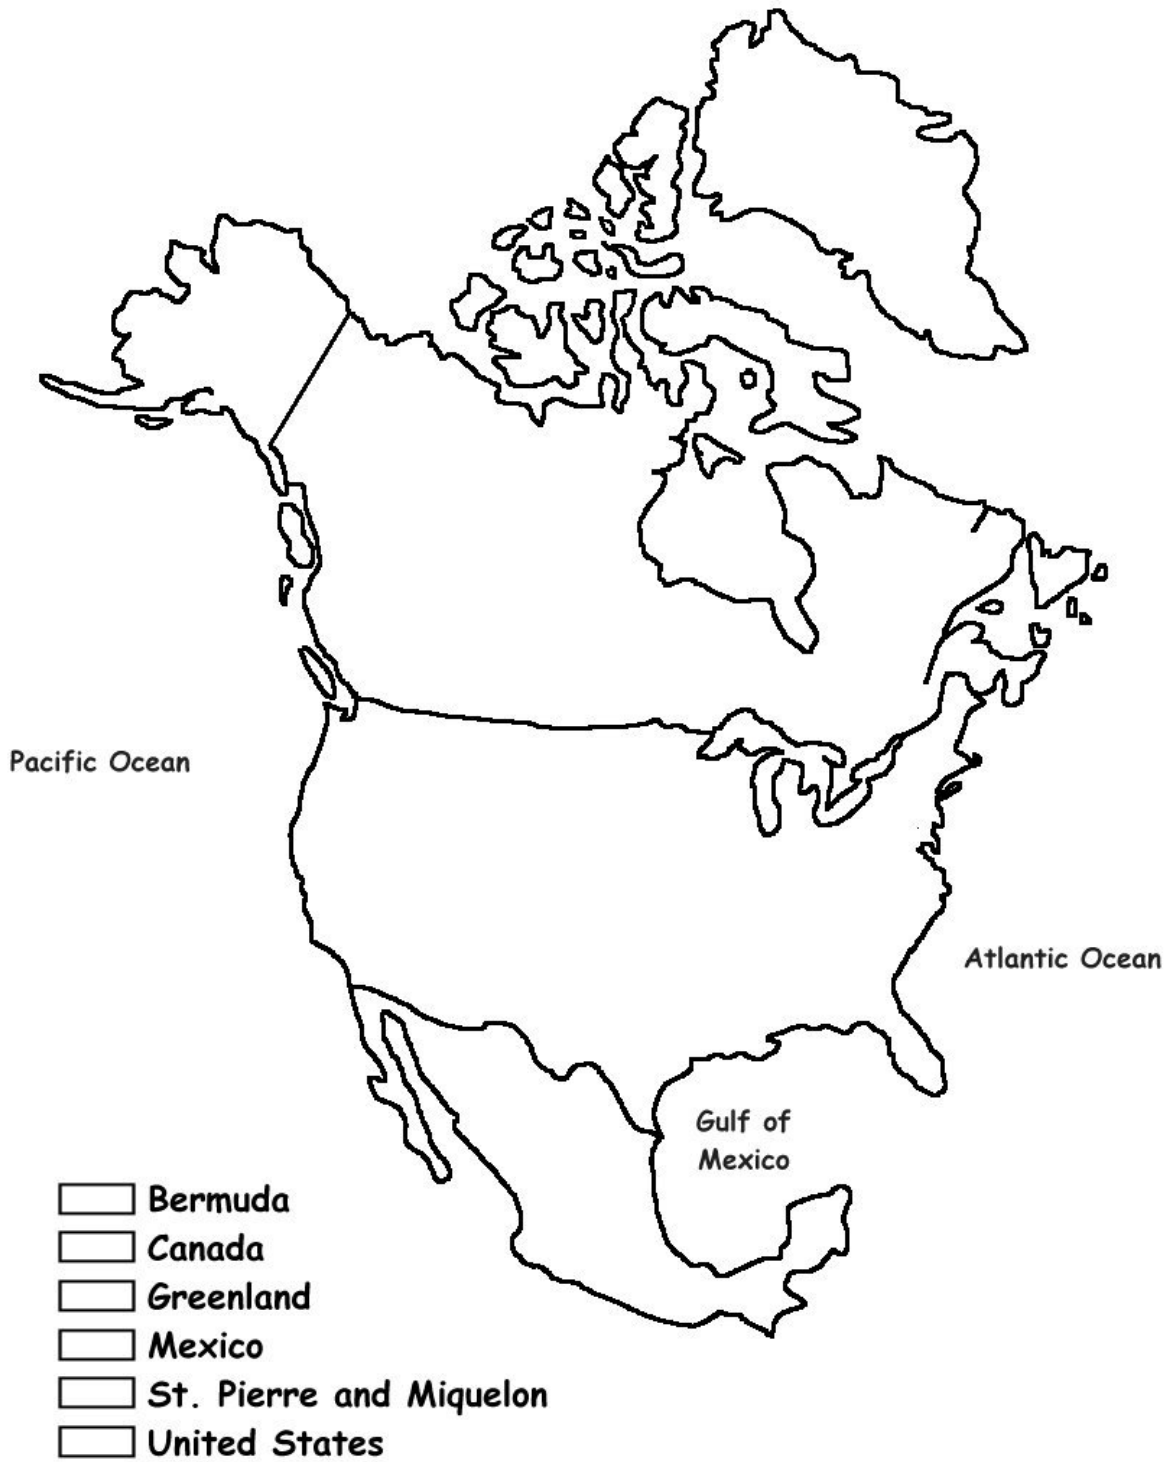 Pacific Ocean
Atlantic Ocean
Gulf of
Mexico
Bermuda
Canada
Greenland
Mexico
St. Pierre and Miquelon
United States